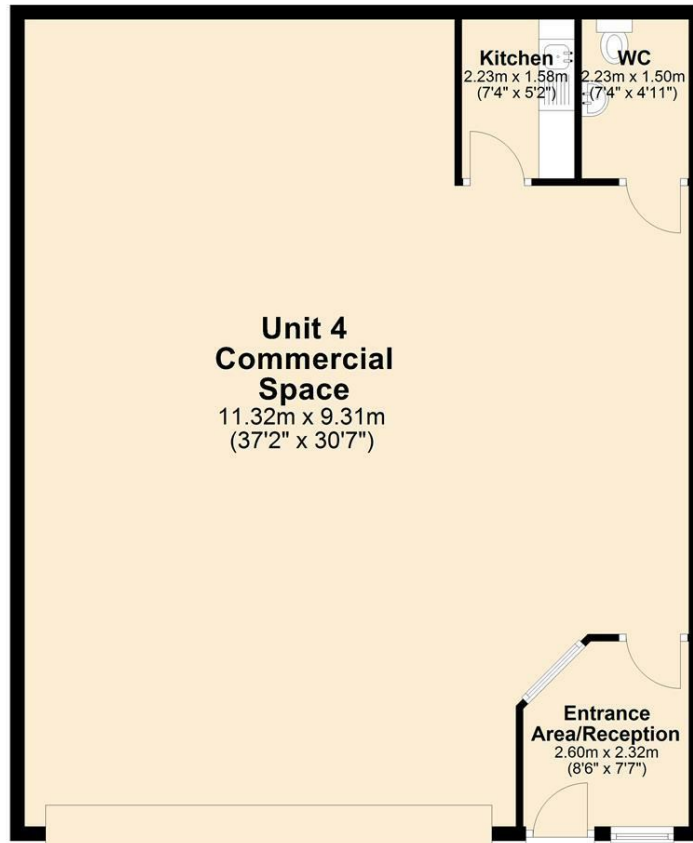 Kitchen
2.23m x 1.58m
(7'4" x 5'2")
WC
2.23m x 1.50m
(7'4" x 4'11")
Unit 4
Commercial
Space
11.32m x 9.31m
(37'2" x 30'7")
Entrance
Area/Reception
2.60m x 2.32m
(8'6" x 7'7")